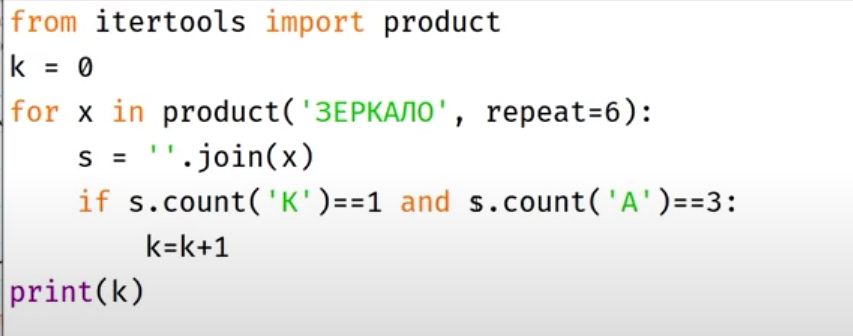 from itertools import product
k = 0
for x in product('ЗЕРКАЛО', repeat=6):
    s = ''.join(x)
    if s.count('К')==1 and s.count('А')==3:
        k=k+1
print(k)